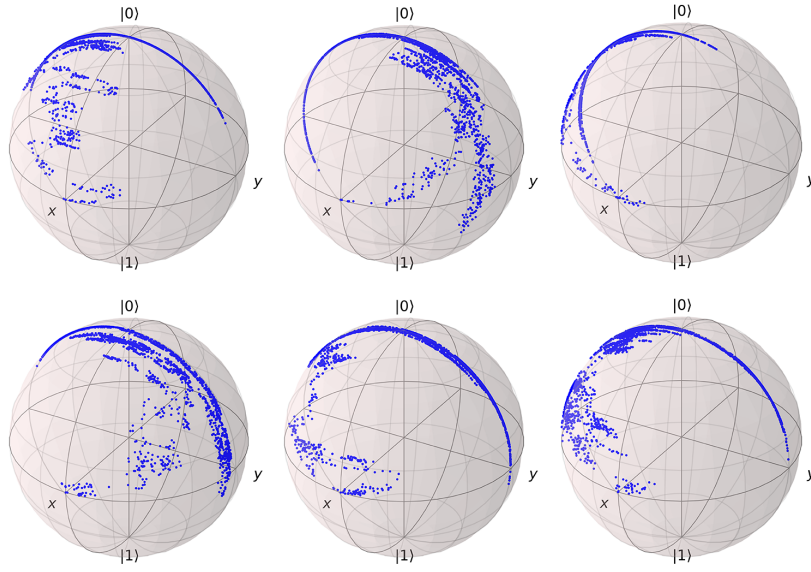 |0⟩ |0⟩ |0⟩
x y x y x y
|1⟩ |1⟩ |1⟩
|0⟩ |0⟩ |0⟩
x y x y x y
|1⟩ |1⟩ |1⟩